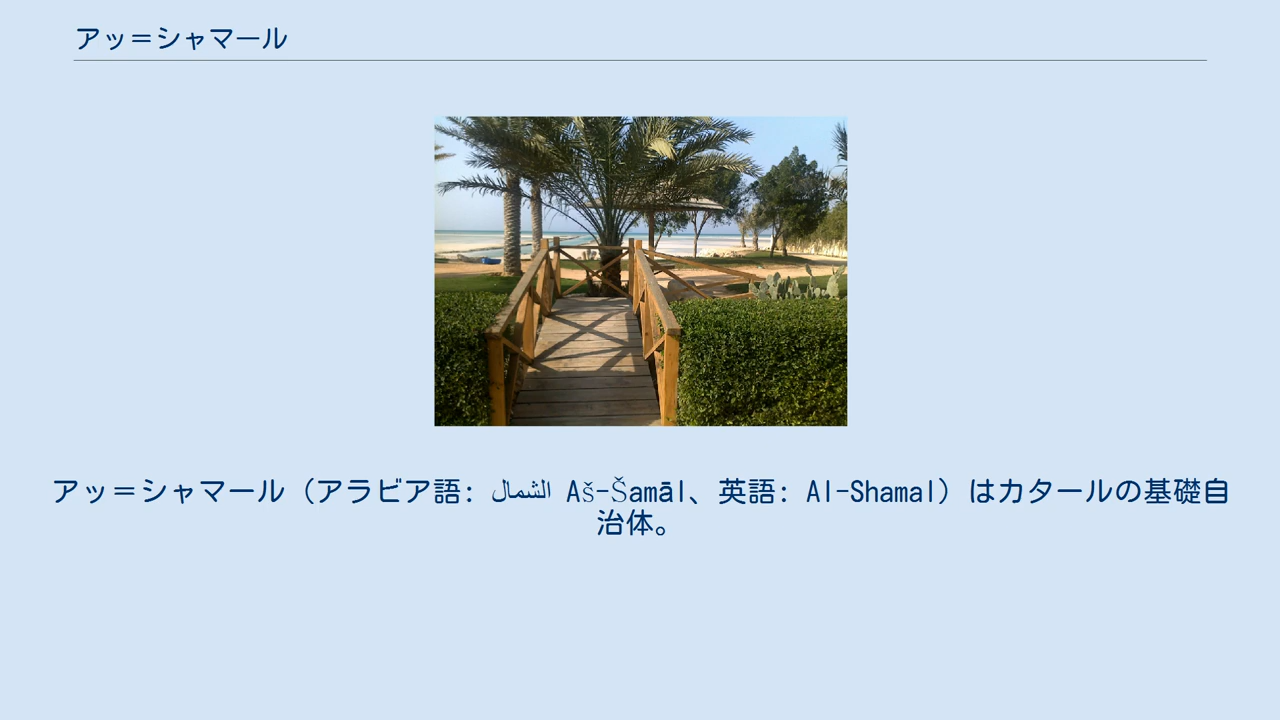 アッ＝シャマール
アッ＝シャマール（アラビア語: الشمال Aš-Šamāl、英語: Al-Shamal）はカタールの基礎自
治体。